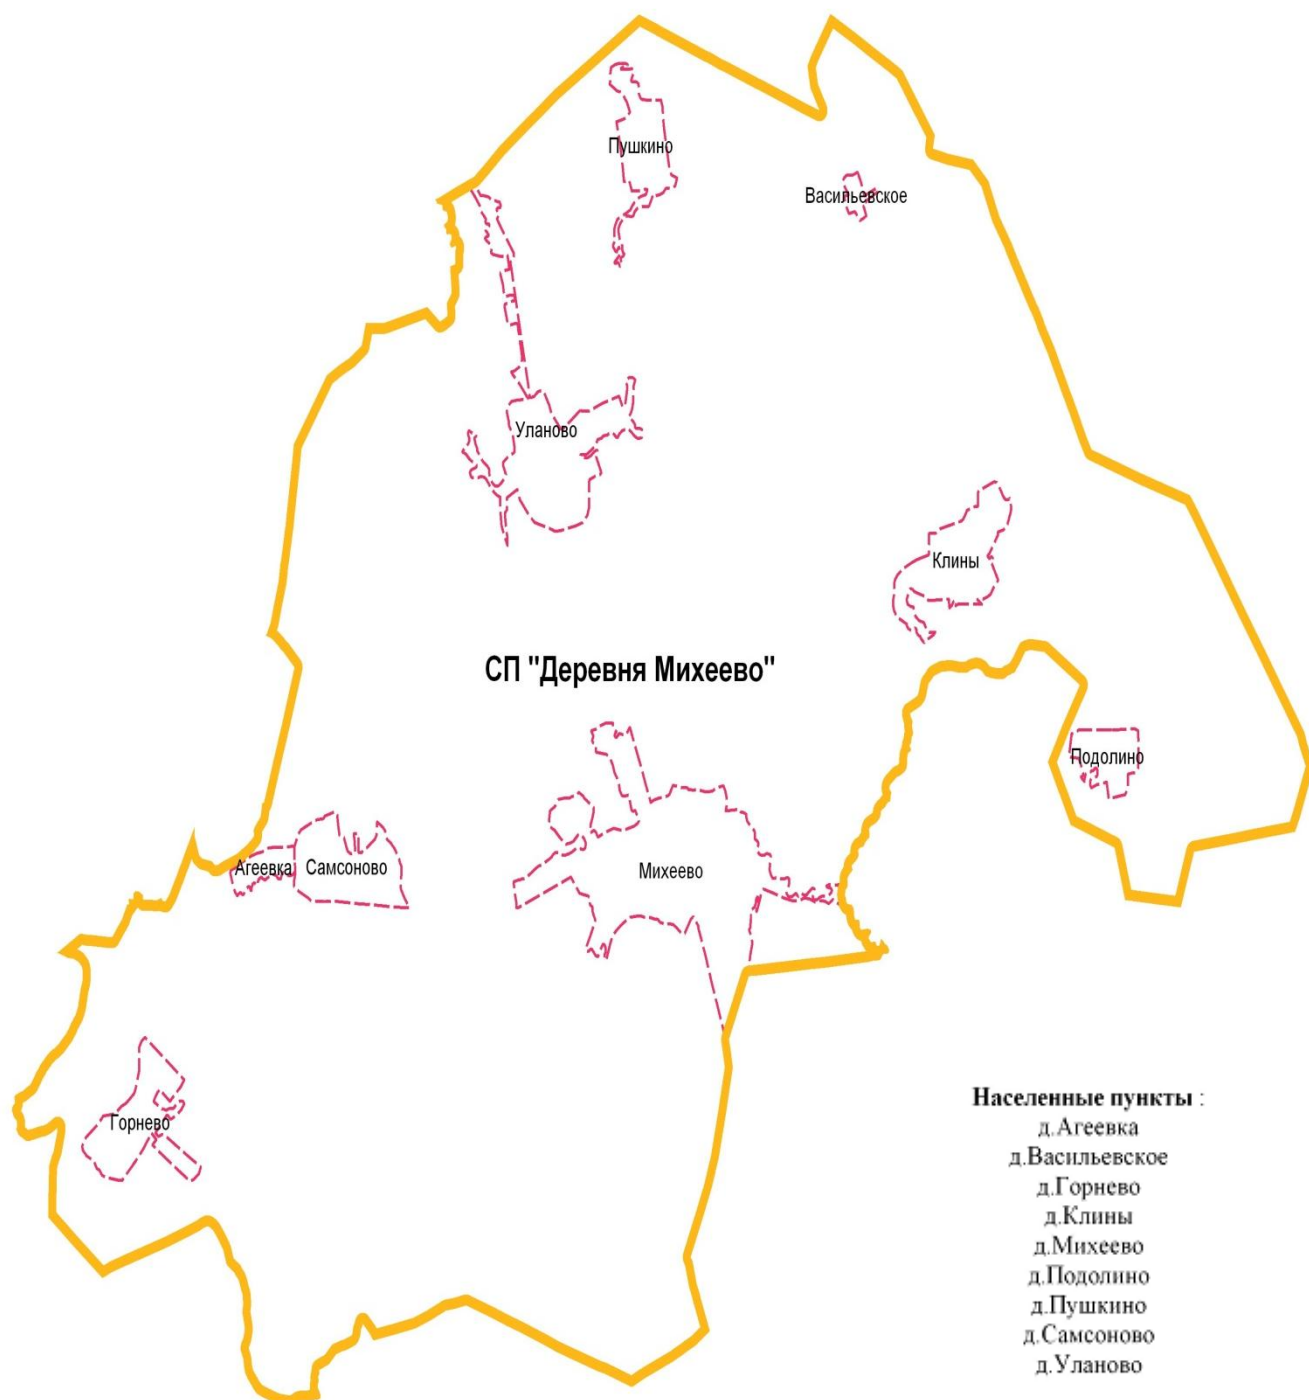 Пушкино
Васильевское
Уланово
Клины
СП "Деревня Михеево"
Подолино
Агеевка
Самсоново
Михеево
Горнево
Населенные пункты :
д.Агеевка
д.Васильевское
д.Горнево
д.Клины
д.Михеево
д.Подолино
д.Пушкино
д.Самсоново
д.Уланово